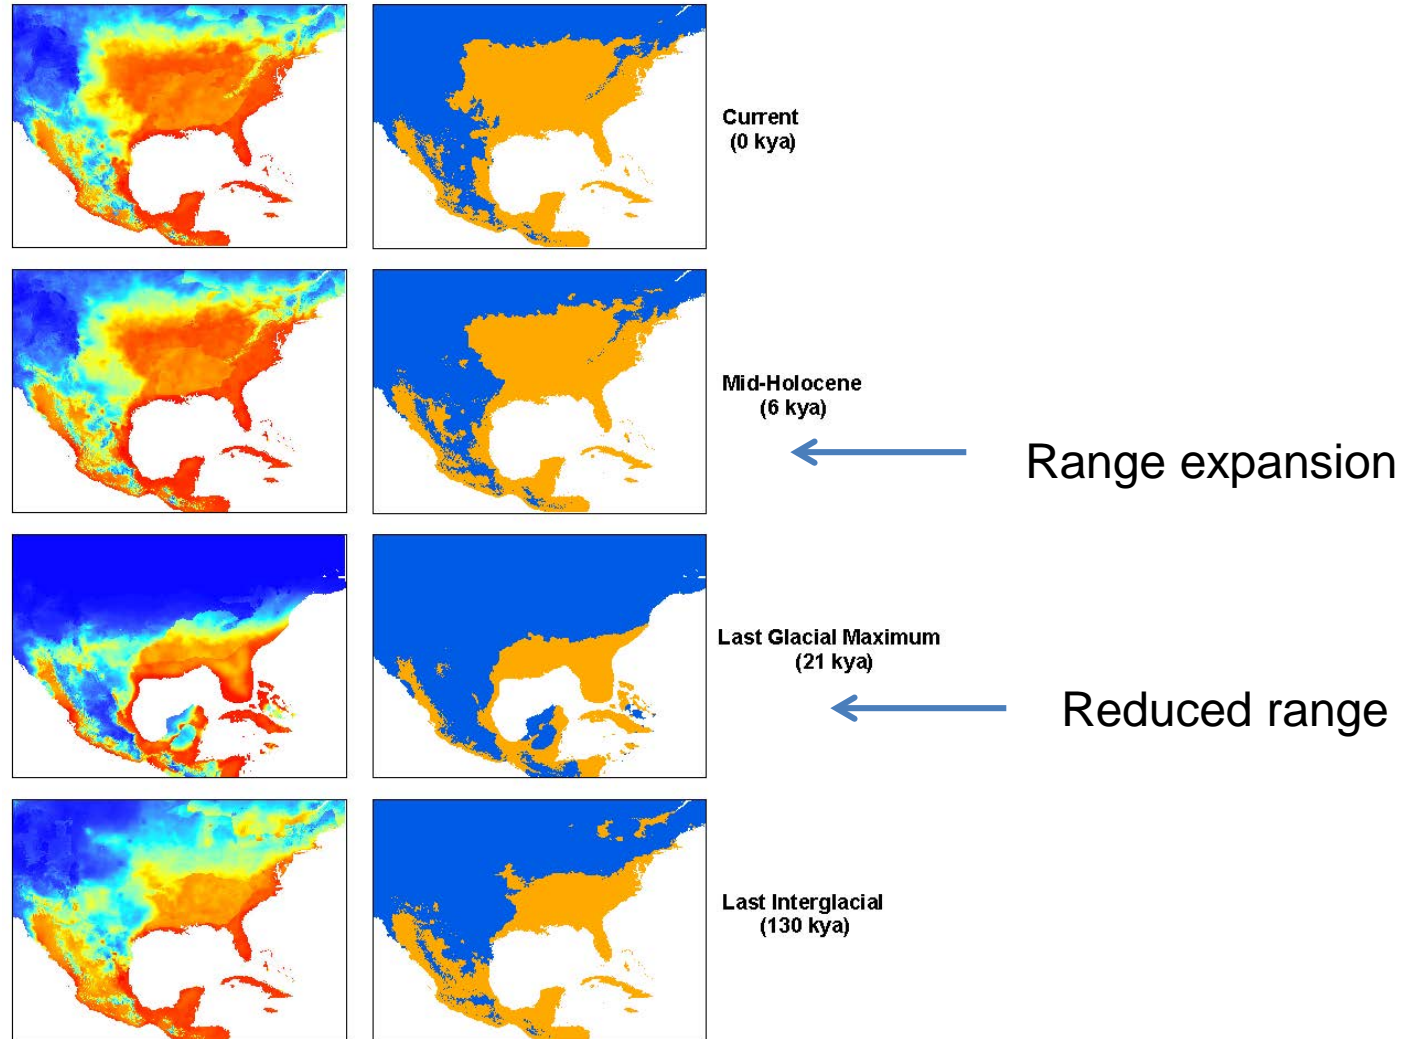 Current
(0 kya)
Mid-Holocene
(6 kya)
Range expansion
Last Glacial Maximum
(21 kya)
Reduced range
Last Interglacial
(130 kya)